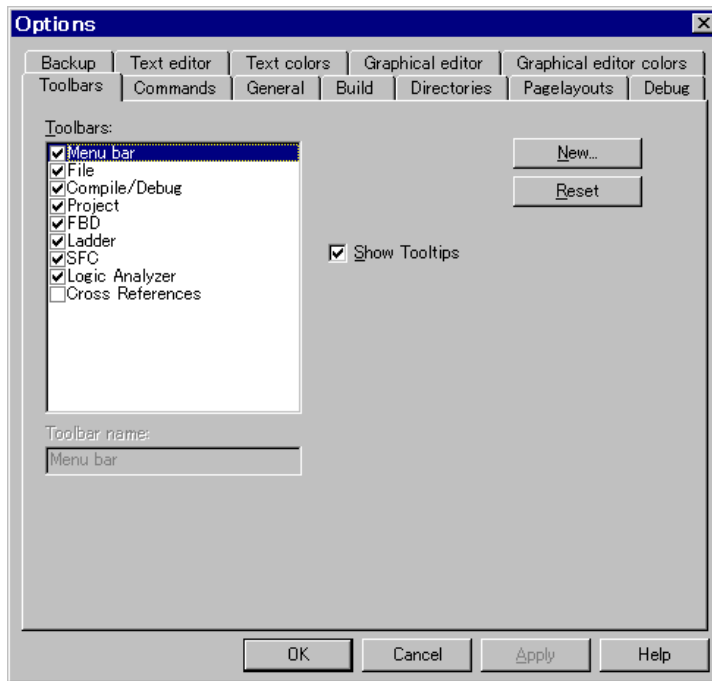 Options
Backup Text editor Text colors Graphical editor Graphical editor colors
Toolbars Commands General Build Directories Pagelayouts Debug
Toolbars:
Menu bar
File
Compile/Debug
Project
FBD
Ladder
SFC
Logic Analyzer
Cross References
New...
Reset
Show Tooltips
Toolbar name:
Menu bar
OK Cancel Apply Help